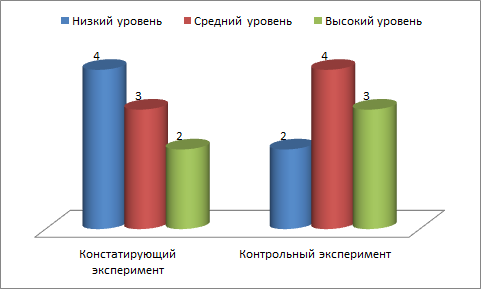 Низкий уровень Средний уровень Высокий уровень
4 4
3 3
2 2
Констатирующий Контрольный эксперимент
эксперимент